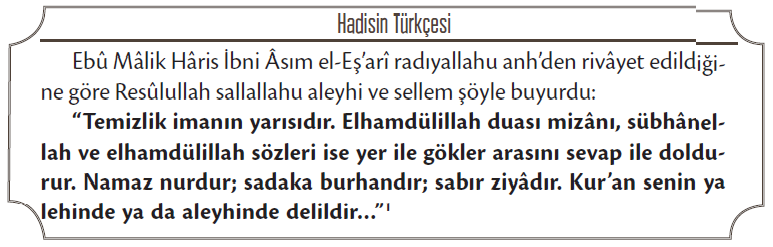 Hadisin Türkçesi
Ebû Mâlik Hâris İbni Âsım el-Eş’arî radıyallahu anh’den rivâyet edildiği-
ne göre Resûlullah sallallahu aleyhi ve sellem şöyle buyurdu:
“Temizlik imanın yarısıdır. Elhamdülillah duası mizânı, sübhânel-
lah ve elhamdülillah sözleri ise yer ile gökler arasını sevap ile doldu-
rur. Namaz nurdur; sadaka burhandır; sabır ziyâdır. Kur’an senin ya
lehinde ya da aleyhinde delildir...”¹